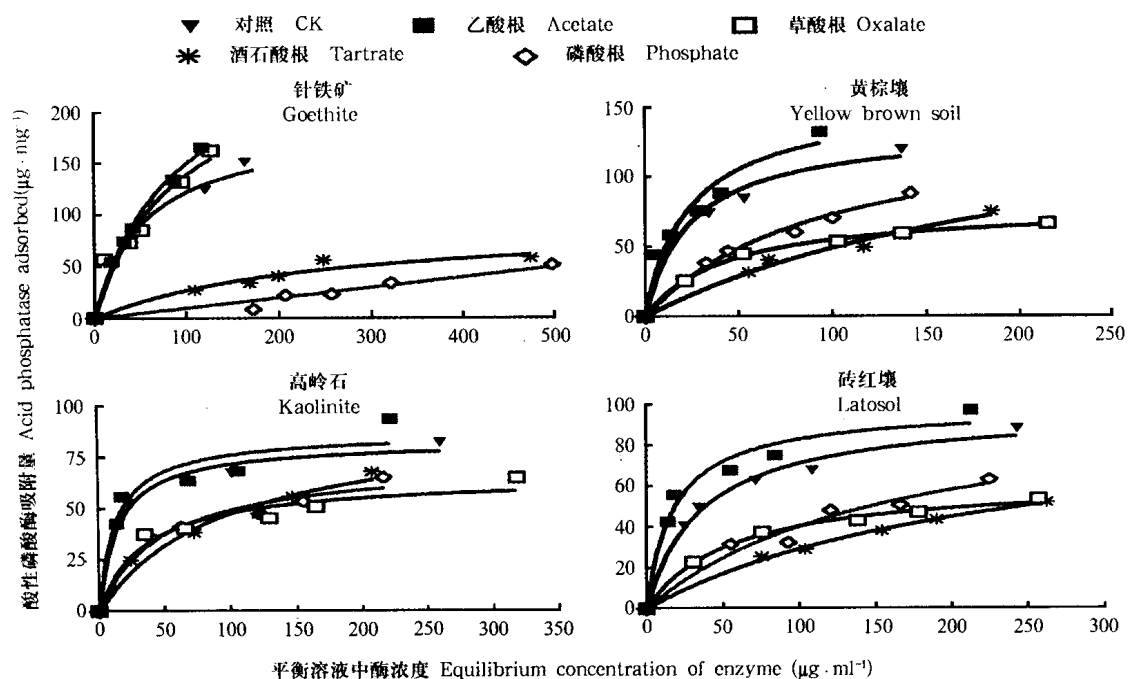 对照 CK 乙酸根 Acetate 草酸根 Oxalate
酒石酸根 Tartrate 磷酸根 Phosphate
酸性磷酸酶吸附量 Acid phosphatase adsorbed(μg·mg⁻¹)
针铁矿
Goethite
200
150
100
50
0
0 100 200 300 400 500
黄棕壤
Yellow brown soil
150
100
50
0
0 50 100 150 200 250
高岭石
Kaolinite
100
75
50
25
0
0 50 100 150 200 250 300 350
砖红壤
Latosol
100
80
60
40
20
0
0 50 100 150 200 250 300
平衡溶液中酶浓度 Equilibrium concentration of enzyme (μg·ml⁻¹)